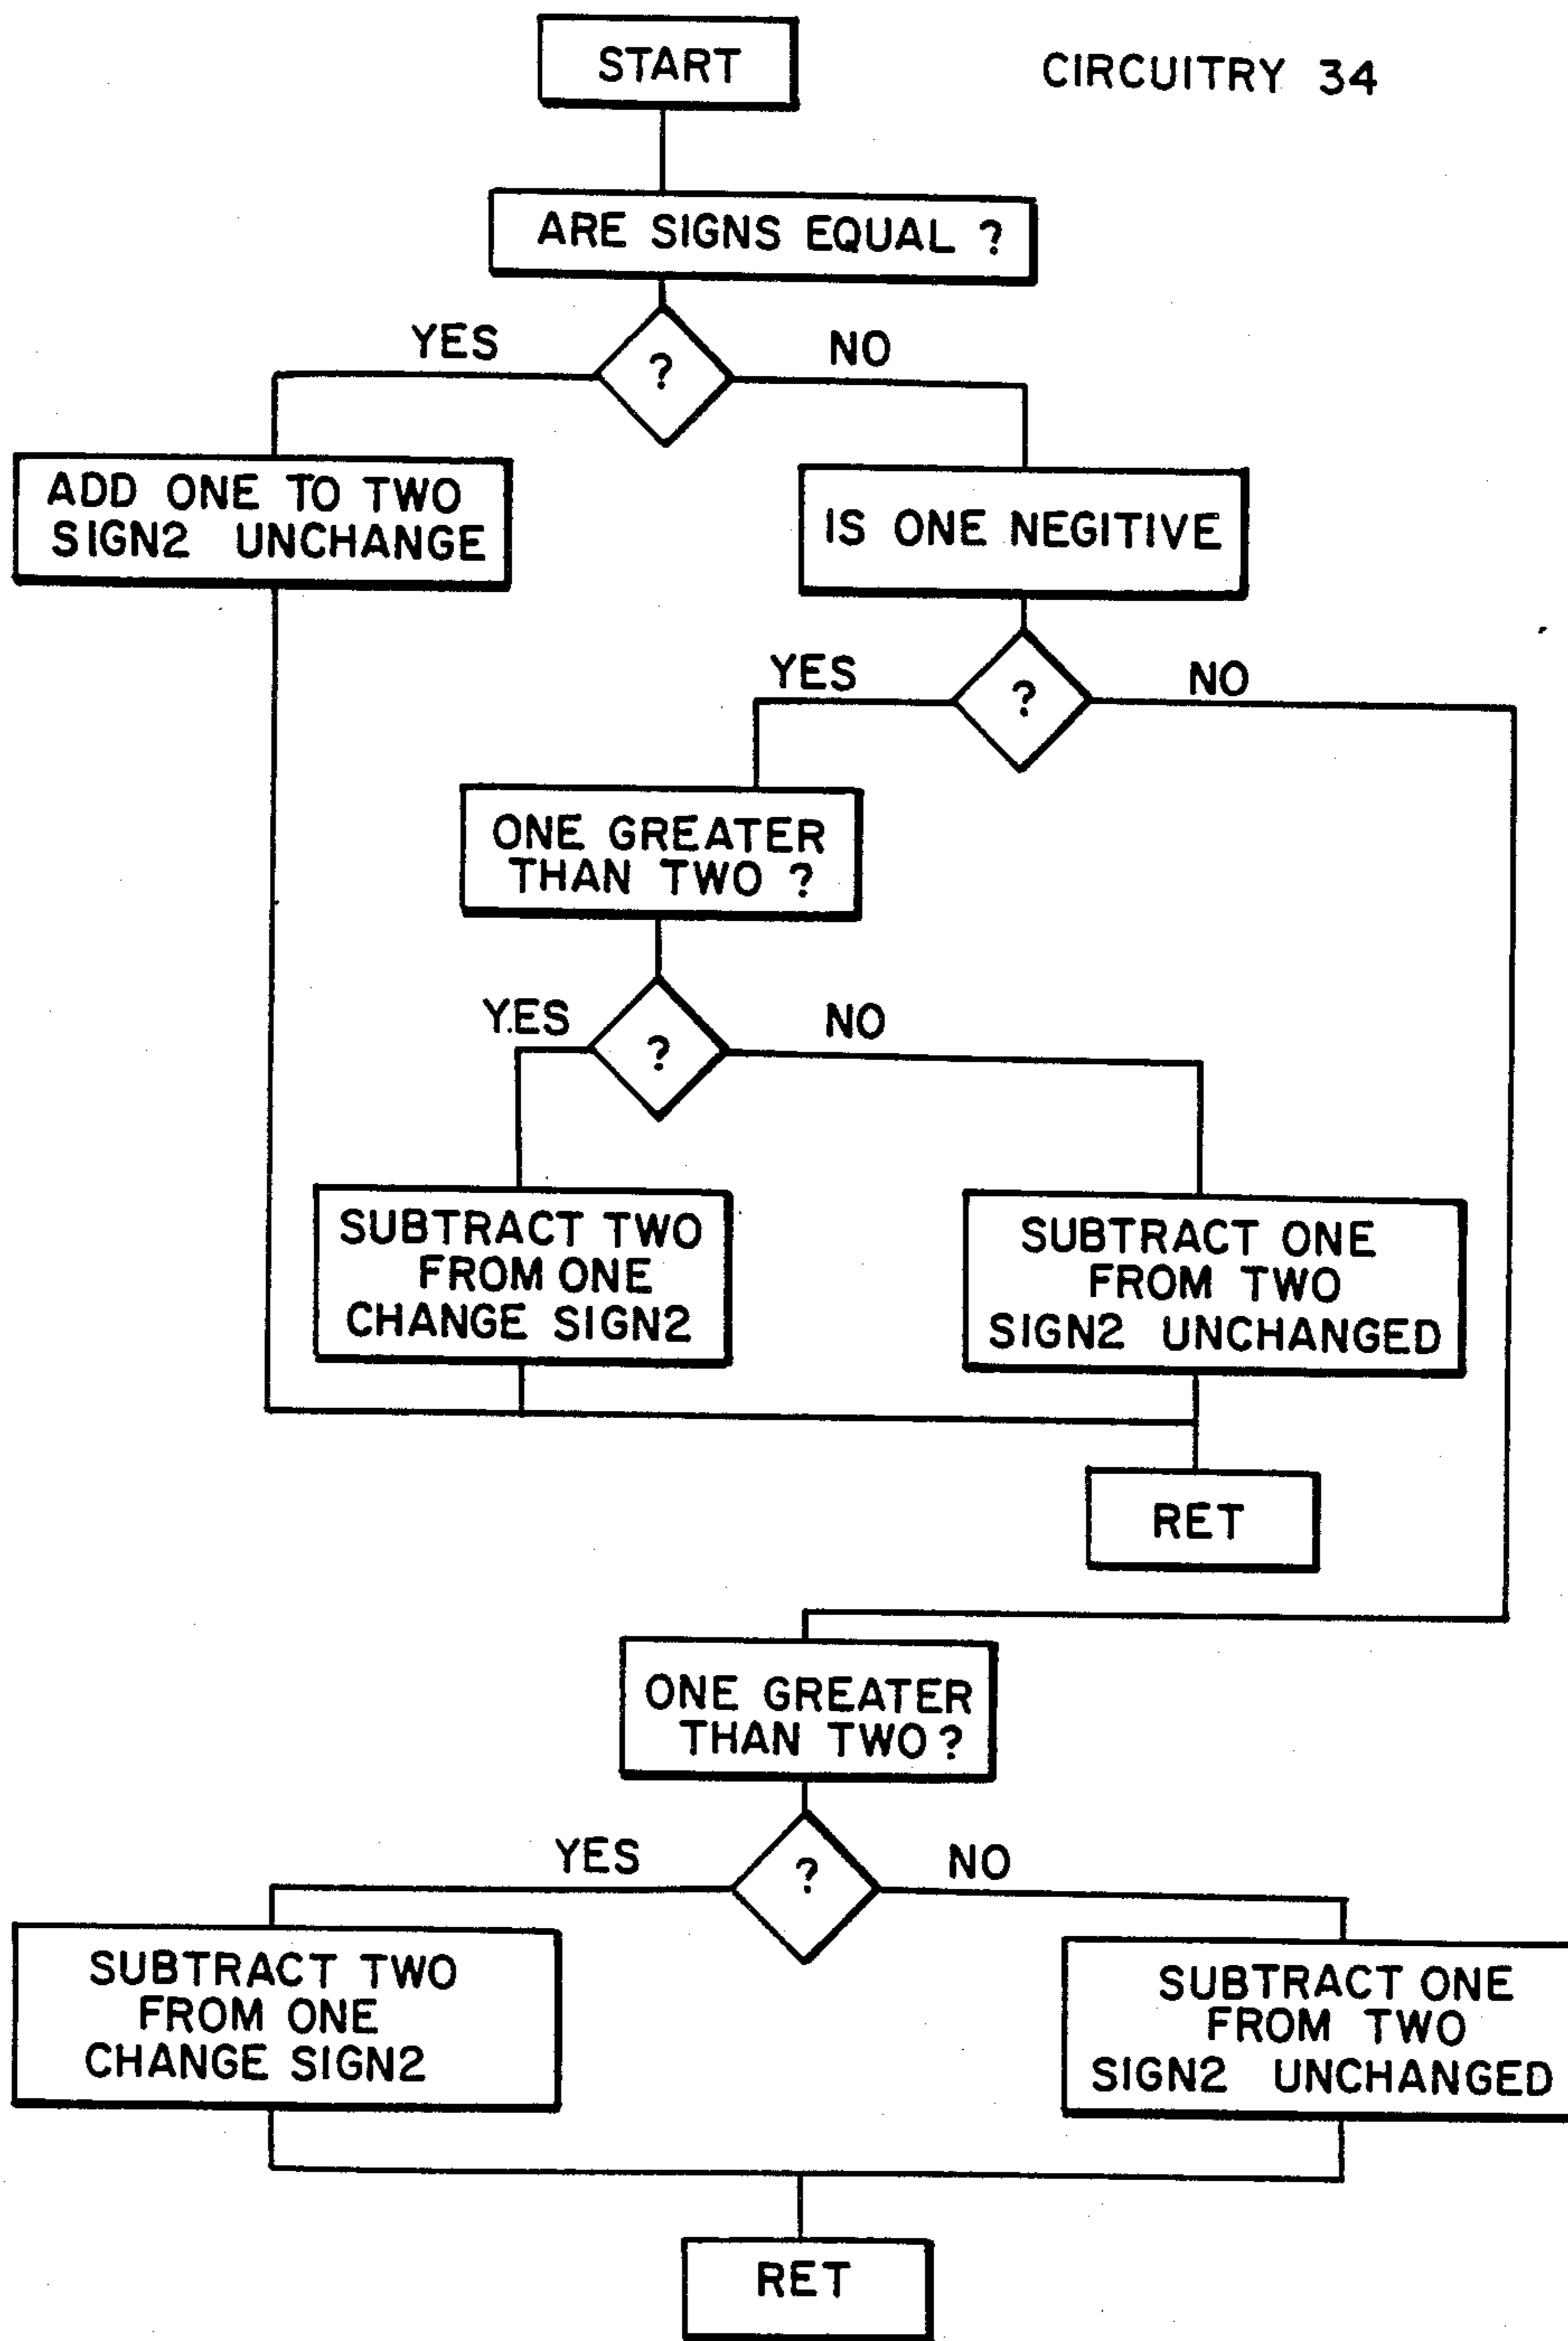 START
CIRCUITRY 34
ARE SIGNS EQUAL ?
YES
?
NO
ADD ONE TO TWO
SIGN2 UNCHANGE
IS ONE NEGITIVE
YES
?
NO
ONE GREATER
THAN TWO ?
YES
?
NO
SUBTRACT TWO
FROM ONE
CHANGE SIGN2
SUBTRACT ONE
FROM TWO
SIGN2 UNCHANGED
RET
ONE GREATER
THAN TWO ?
YES
?
NO
SUBTRACT TWO
FROM ONE
CHANGE SIGN2
SUBTRACT ONE
FROM TWO
SIGN2 UNCHANGED
RET